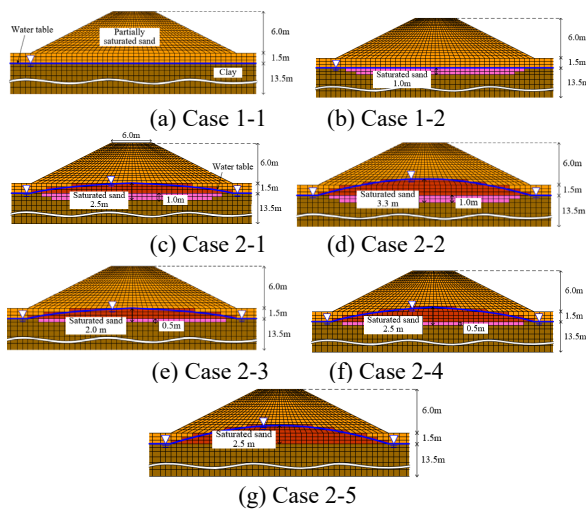 Water table
Partially
saturated sand
6.0m
1.5m
Clay
13.5m
(a) Case 1-1
6.0m
1.5m
Saturated sand
1.0m
13.5m
(b) Case 1-2
6.0m
6.0m
Water table
Saturated sand
2.5m
1.0m
1.5m
13.5m
(c) Case 2-1
6.0m
Saturated sand
3.3 m
1.0m
1.5m
13.5m
(d) Case 2-2
6.0m
Saturated sand
2.0 m
0.5m
1.5m
13.5m
(e) Case 2-3
6.0m
Saturated sand
2.5 m
0.5m
1.5m
13.5m
(f) Case 2-4
6.0m
Saturated sand
2.5 m
1.5m
13.5m
(g) Case 2-5